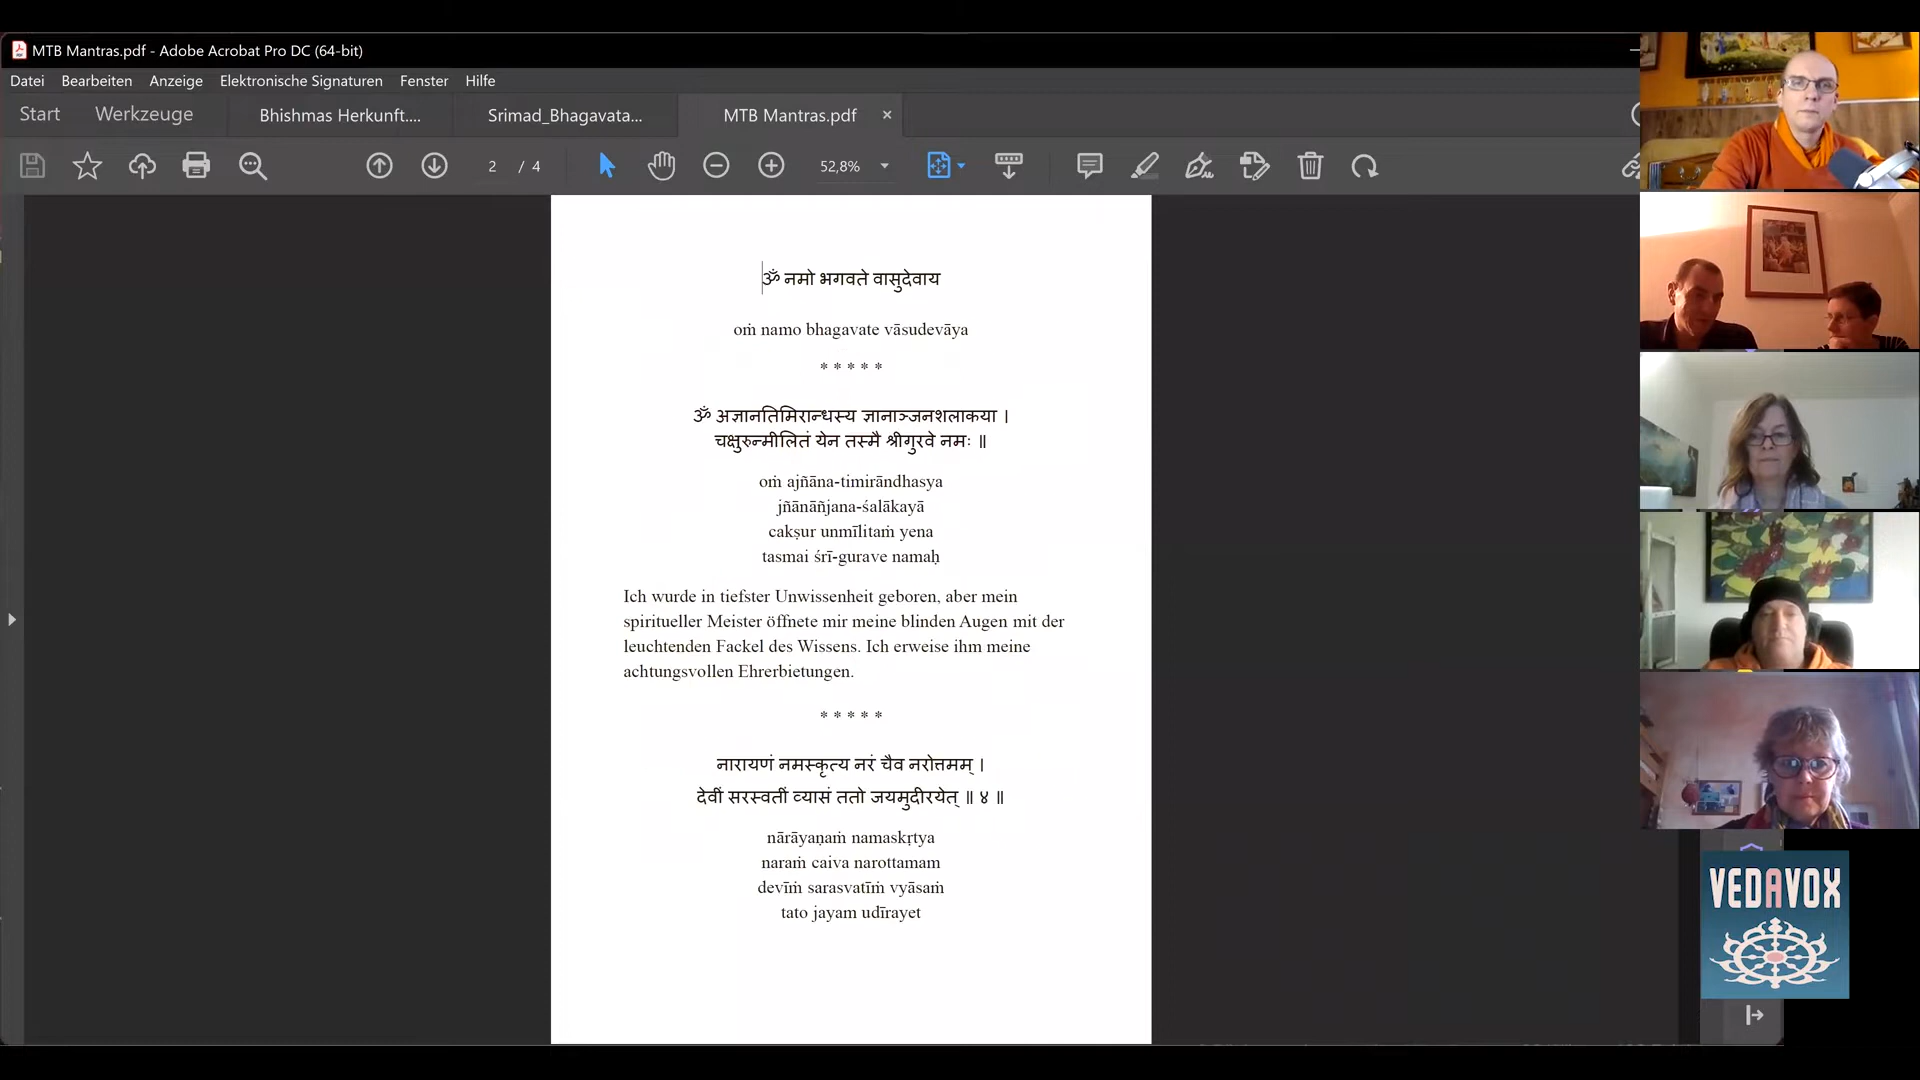 MTB Mantras.pdf - Adobe Acrobat Pro DC (64-bit)
Datei Bearbeiten Anzeige Elektronische Signaturen Fenster Hilfe
Start Werkzeuge Bhishmas Herkunft.... Srimad_Bhagavata... MTB Mantras.pdf ×
2 / 4 52,8%
ॐ नमो भगवते वासुदेवाय
oṁ namo bhagavate vāsudevāya
* * * * *
ॐ अज्ञानतिमिरान्धस्य ज्ञानाञ्जनशलाकया ।
चक्षुरुन्मीलितं येन तस्मै श्रीगुरवे नमः ॥
oṁ ajñāna-timirāndhasya
jñānāñjana-śalākayā
cakṣur unmīlitaṁ yena
tasmai śrī-gurave namaḥ
Ich wurde in tiefster Unwissenheit geboren, aber mein
spiritueller Meister öffnete mir meine blinden Augen mit der
leuchtenden Fackel des Wissens. Ich erweise ihm meine
achtungsvollen Ehrerbietungen.
* * * * *
नारायणं नमस्कृत्य नरं चैव नरोत्तमम् ।
देवीं सरस्वतीं व्यासं ततो जयमुदीरयेत् ॥ ४ ॥
nārāyaṇaṁ namaskṛtya
naraṁ caiva narottamam
devīṁ sarasvatīṁ vyāsaṁ
tato jayam udīrayet
VEDAVOX